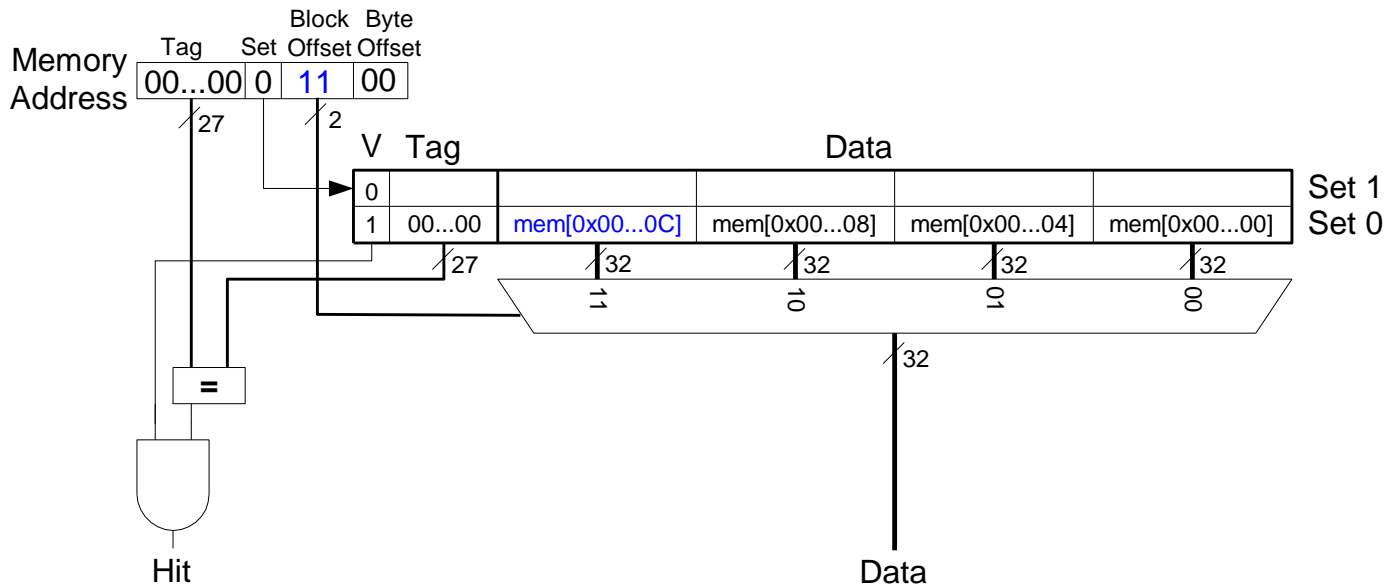 Block Byte
Tag Set Offset Offset
Memory Address 00...00 0 11 00
27 2
V Tag Data
0 Set 1
1 00...00 mem[0x00...0C] mem[0x00...08] mem[0x00...04] mem[0x00...00] Set 0
27 32 32 32 32
11 10 01 00
32
=
Hit Data